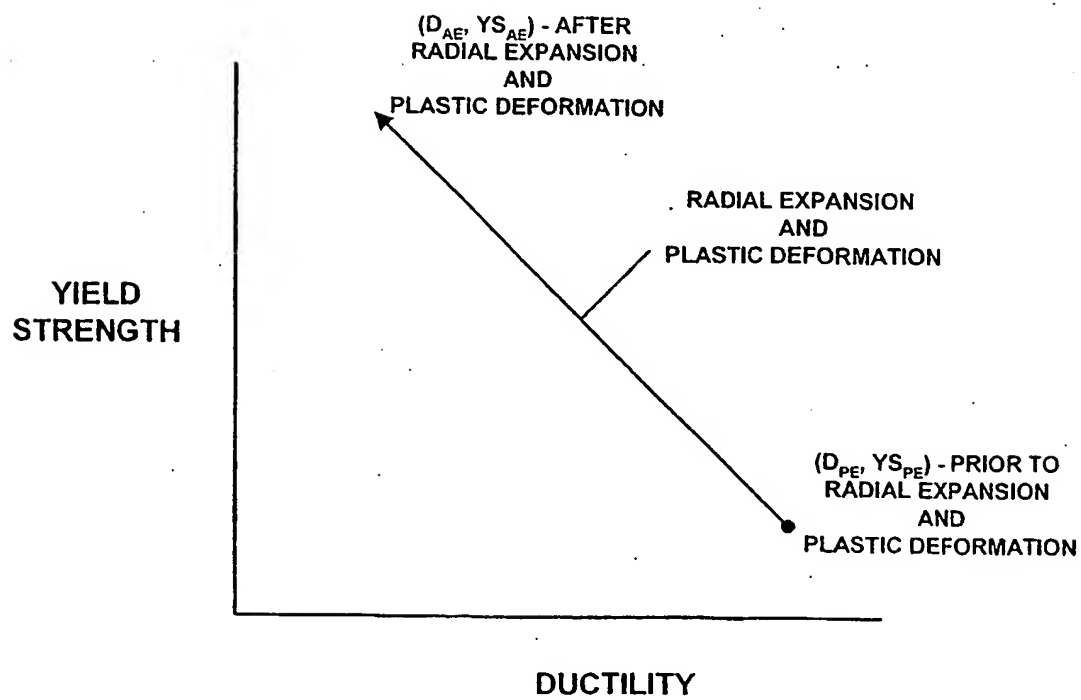 (D_AE, YS_AE) - AFTER
RADIAL EXPANSION
AND
PLASTIC DEFORMATION
RADIAL EXPANSION
AND
PLASTIC DEFORMATION
YIELD
STRENGTH
(D_PE, YS_PE) - PRIOR TO
RADIAL EXPANSION
AND
PLASTIC DEFORMATION
DUCTILITY